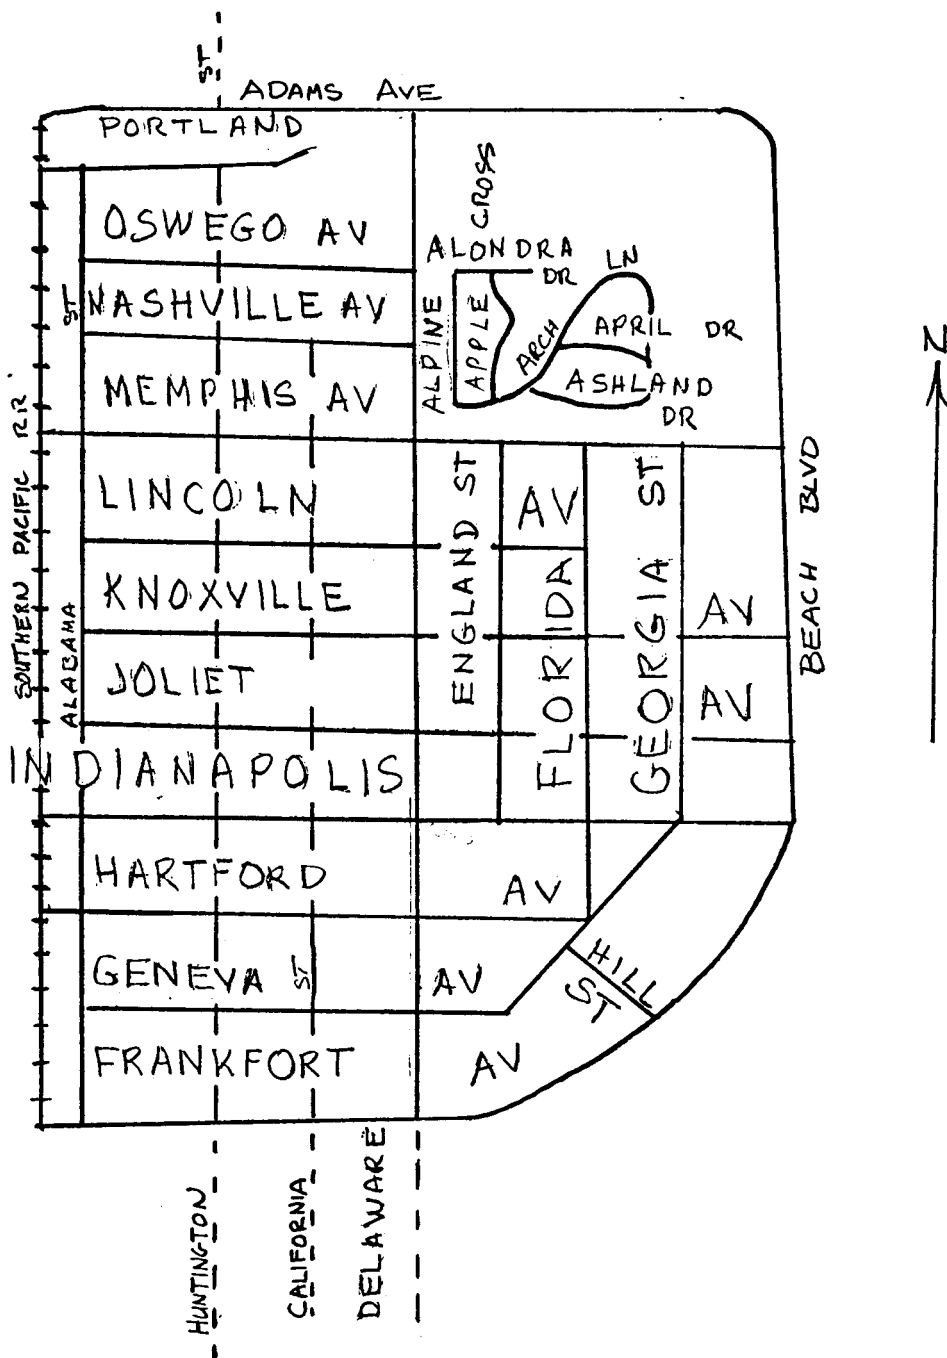 ST
ADAMS AVE
PORTLAND
CROSS
OSWEGO AV
ALONDRA
DR
LN
ST
NASHVILLE AV
ALPINE
APPLE
ARCH
APRIL DR
MEMPHIS AV
ASHLAND
DR
N
SOUTHERN PACIFIC RR
LINCOLN AV
ENGLAND ST
GEORGIA ST
BEACH BLVD
KNOXVILLE AV
FLORIDA
ALABAMA
JOLIET AV
INDIANAPOLIS
HARTFORD AV
GENEVA AV
ST
HILL
ST
FRANKFORT AV
HUNTINGTON
CALIFORNIA
DELAWARE